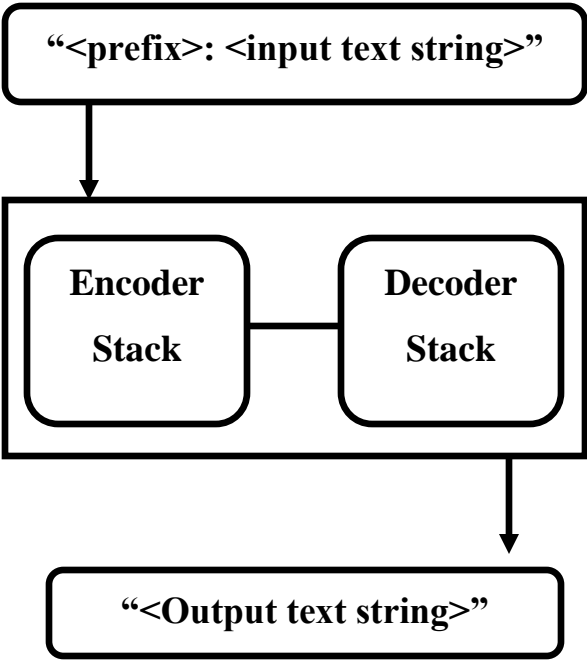 “<prefix>: <input text string>”
Encoder
Stack
Decoder
Stack
“<Output text string>”